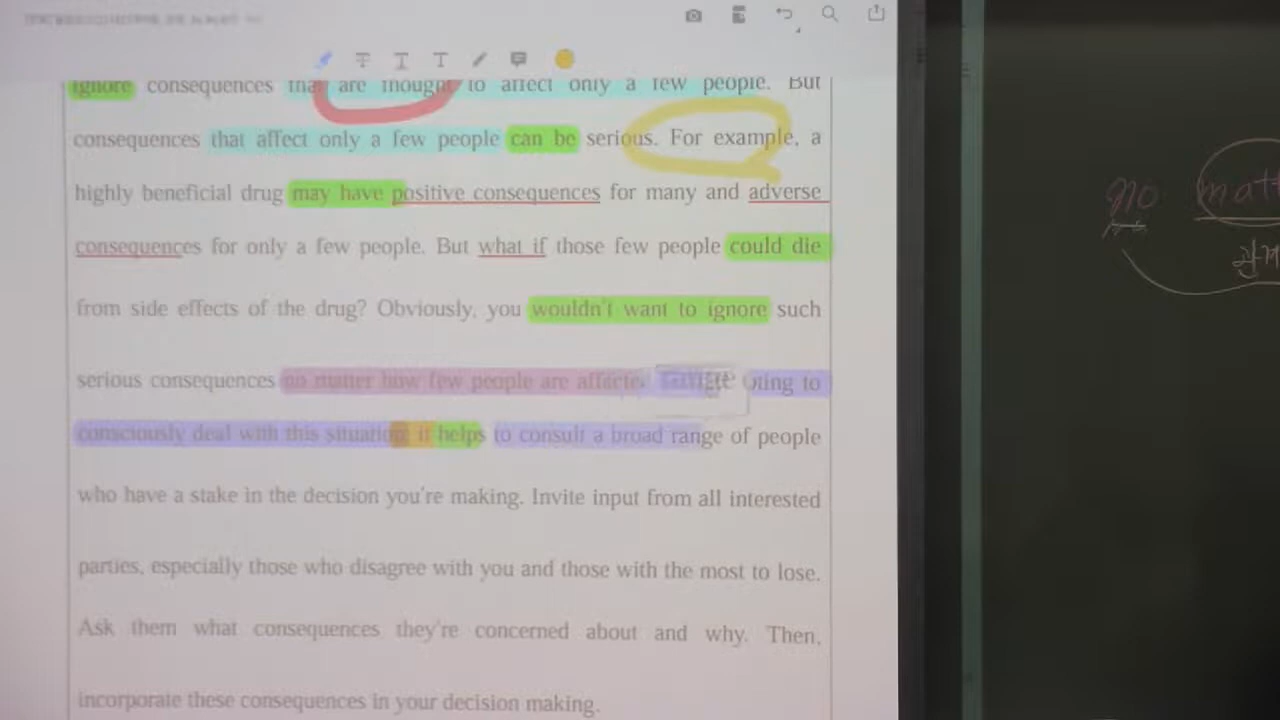 ignore consequences that are thought to affect only a few people. But
consequences that affect only a few people can be serious. For example, a
highly beneficial drug may have positive consequences for many and adverse
consequences for only a few people. But what if those few people could die
from side effects of the drug? Obviously, you wouldn't want to ignore such
serious consequences no matter how few people are affected
to
consciously deal with this situation, it helps to consult a broad range of people
who have a stake in the decision you're making. Invite input from all interested
parties, especially those who disagree with you and those with the most to lose.
Ask them what consequences they're concerned about and why. Then,
incorporate these consequences in your decision making.
no matt
관계